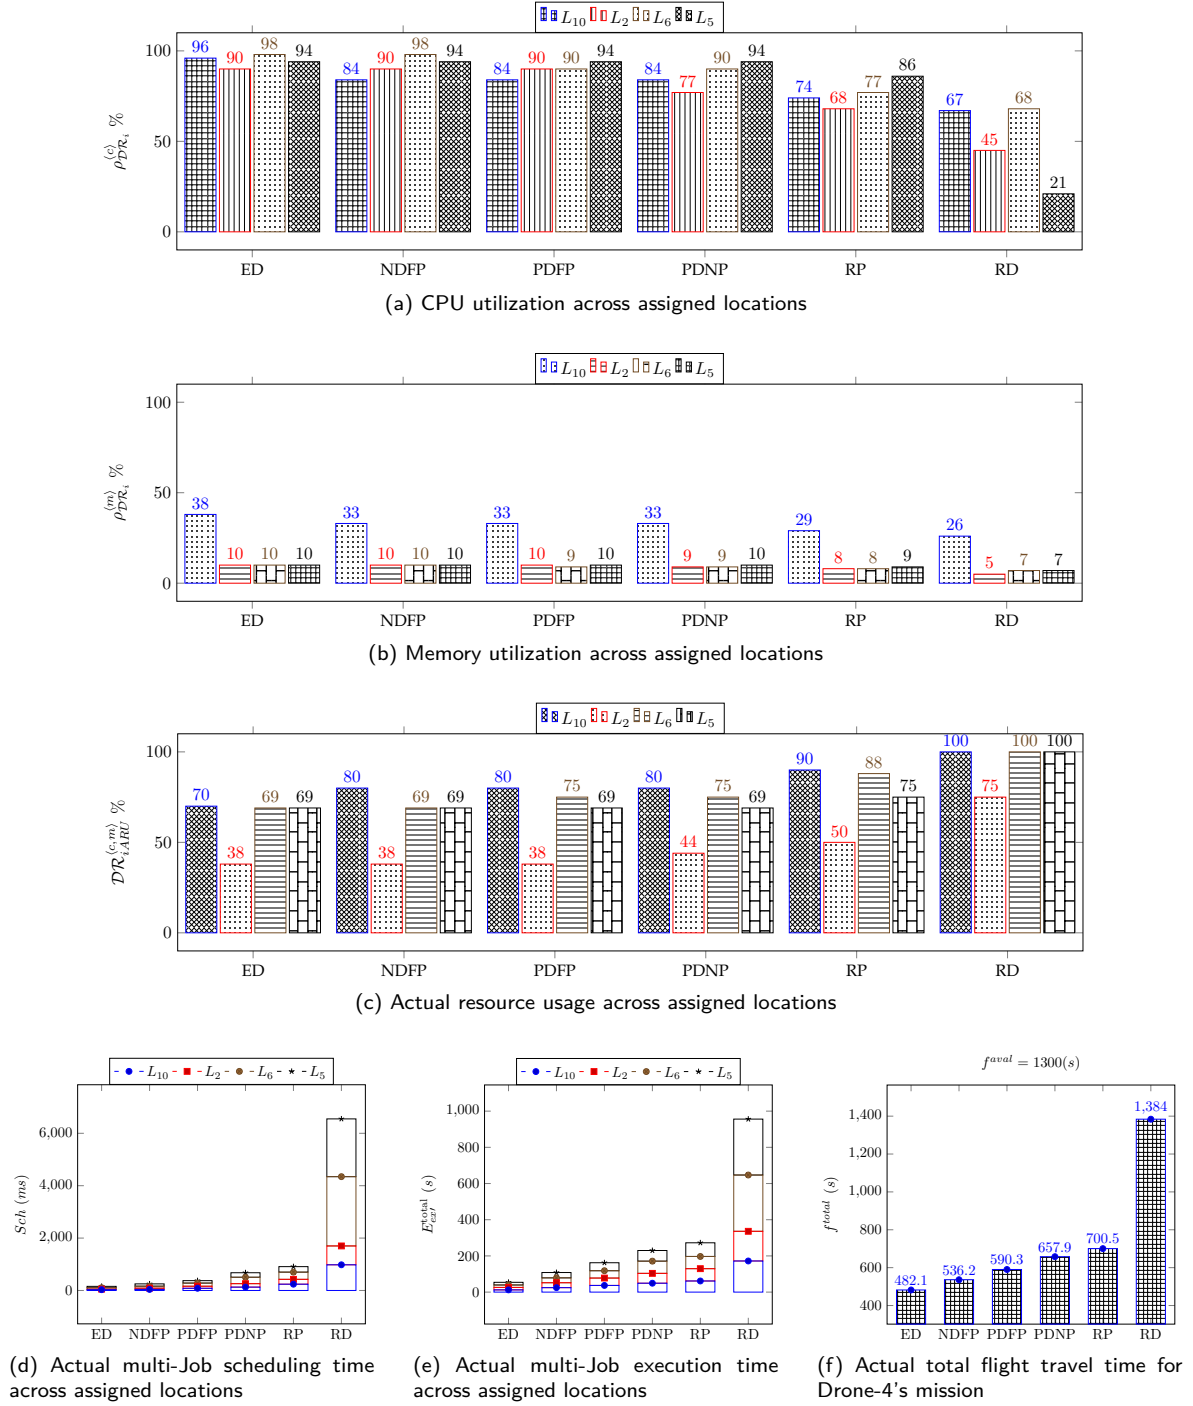 L10 L2 L6 L5
96 90 98 94 84 90 98 94 84 90 90 94 84 77 90 94 74 68 77 86 67 45 68 21
100
50
0
ρ⟨c⟩DRi %
ED NDFP PDFP PDNP RP RD
(a) CPU utilization across assigned locations
L10 L2 L6 L5
100
50
0
ρ⟨m⟩DRi %
38 10 10 10 33 10 10 10 33 10 9 10 33 9 9 10 29 8 8 9 26 5 7 7
ED NDFP PDFP PDNP RP RD
(b) Memory utilization across assigned locations
L10 L2 L6 L5
100
50
0
DR⟨c,m⟩iARU %
70 38 69 69 80 38 69 69 80 38 75 69 80 44 75 69 90 50 88 75 100 75 100 100
ED NDFP PDFP PDNP RP RD
(c) Actual resource usage across assigned locations
L10 L2 L6 L5
6,000
4,000
2,000
0
Sch (ms)
ED NDFP PDFP PDNP RP RD
(d) Actual multi-Job scheduling time
across assigned locations
L10 L2 L6 L5
1,000
800
600
400
200
0
Etotalex′ (s)
ED NDFP PDFP PDNP RP RD
(e) Actual multi-Job execution time
across assigned locations
f^aval = 1300(s)
1,400
1,200
1,000
800
600
400
f^total (s)
482.1 536.2 590.3 657.9 700.5 1,384
ED NDFP PDFP PDNP RP RD
(f) Actual total flight travel time for
Drone-4's mission